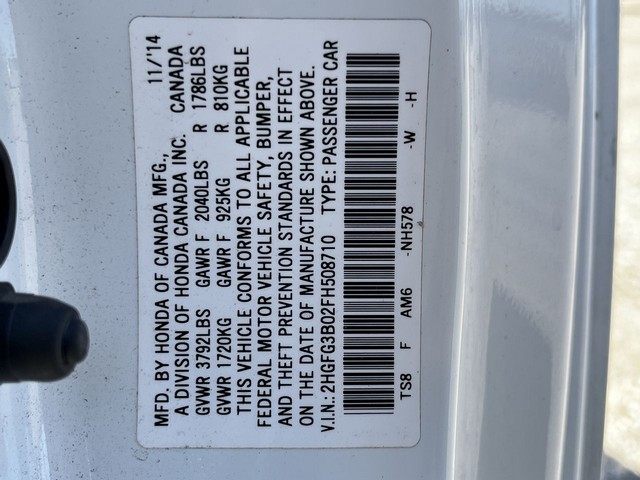 MFD. BY HONDA OF CANADA MFG., 11/'14
A DIVISION OF HONDA CANADA INC. CANADA
GVWR 3792LBS GAWR F 2040LBS R 1786LBS
GWWR 1720KG GAWR F 925KG R 810KG
THIS VEHICLE CONFORMS TO ALL APPLICABLE
FEDERAL MOTOR VEHICLE SAFETY, BUMPER,
AND THEFT PREVENTION STANDARDS IN EFFECT
ON THE DATE OF MANUFACTURE SHOWN ABOVE.
V.I.N.: 2HGFG3B02FH508710 TYPE: PASSENGER CAR
TS8 F AM6 -NH578 -W -H